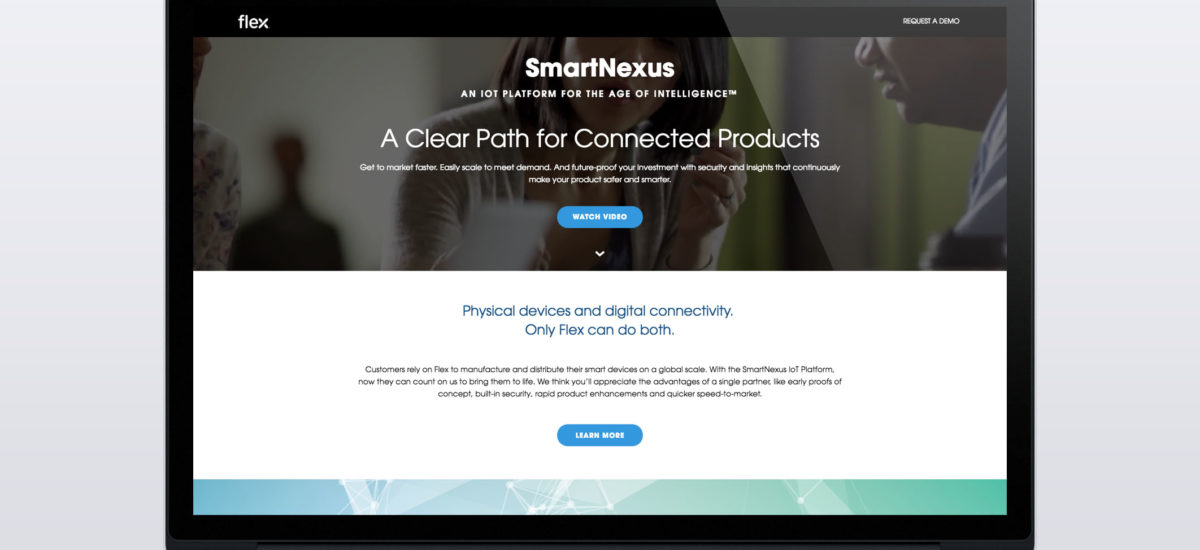 flex
REQUEST A DEMO
SmartNexus
AN IOT PLATFORM FOR THE AGE OF INTELLIGENCE™
A Clear Path for Connected Products
Get to market faster. Easily scale to meet demand. And future-proof your investment with security and insights that continuously
make your product safer and smarter.
WATCH VIDEO
Physical devices and digital connectivity.
Only Flex can do both.
Customers rely on Flex to manufacture and distribute their smart devices on a global scale. With the SmartNexus IoT Platform,
now they can count on us to bring them to life. We think you'll appreciate the advantages of a single partner, like early proofs of
concept, built-in security, rapid product enhancements and quicker speed-to-market.
LEARN MORE